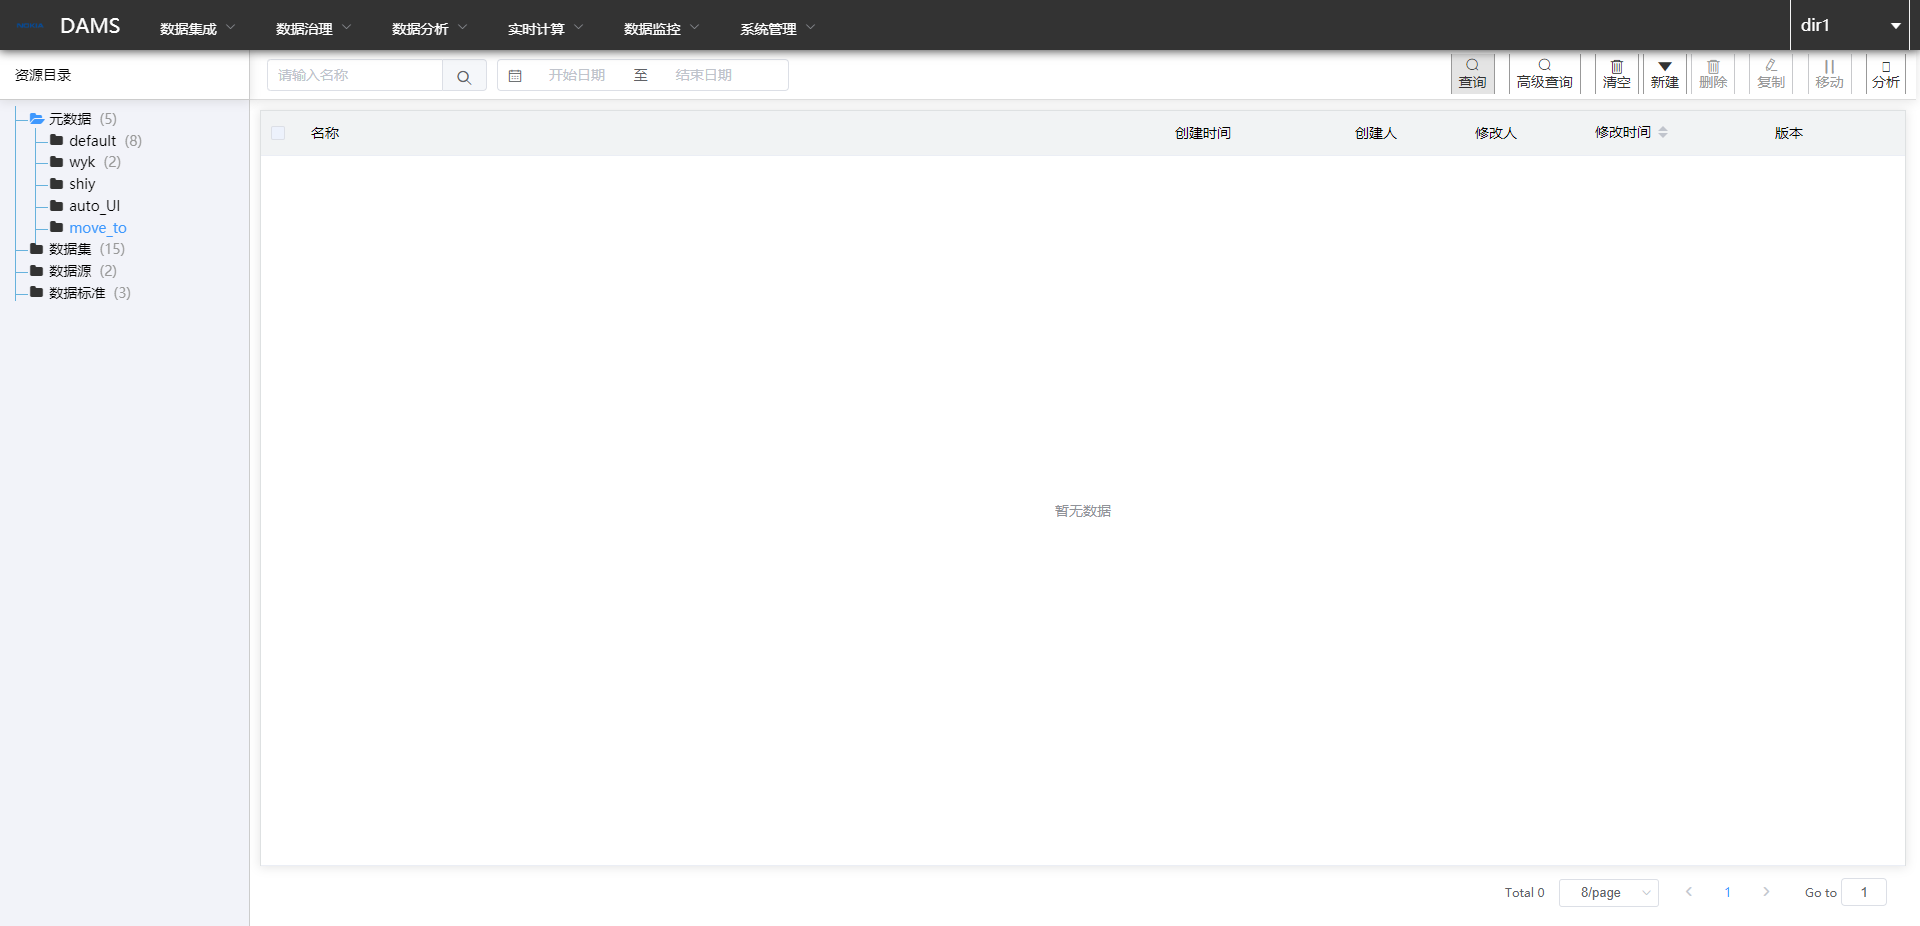 DAMS 数据集成 数据治理 数据分析 实时计算 数据监控 系统管理 dir1
资源目录
请输入名称 开始日期 至 结束日期 查询 高级查询 清空 新建 删除 复制 移动 分析
元数据 (5)
default (8)
wyk (2)
shiy
auto_UI
move_to
数据集 (15)
数据源 (2)
数据标准 (3)
名称 创建时间 创建人 修改人 修改时间 版本
暂无数据
Total 0 8/page 1 Go to 1